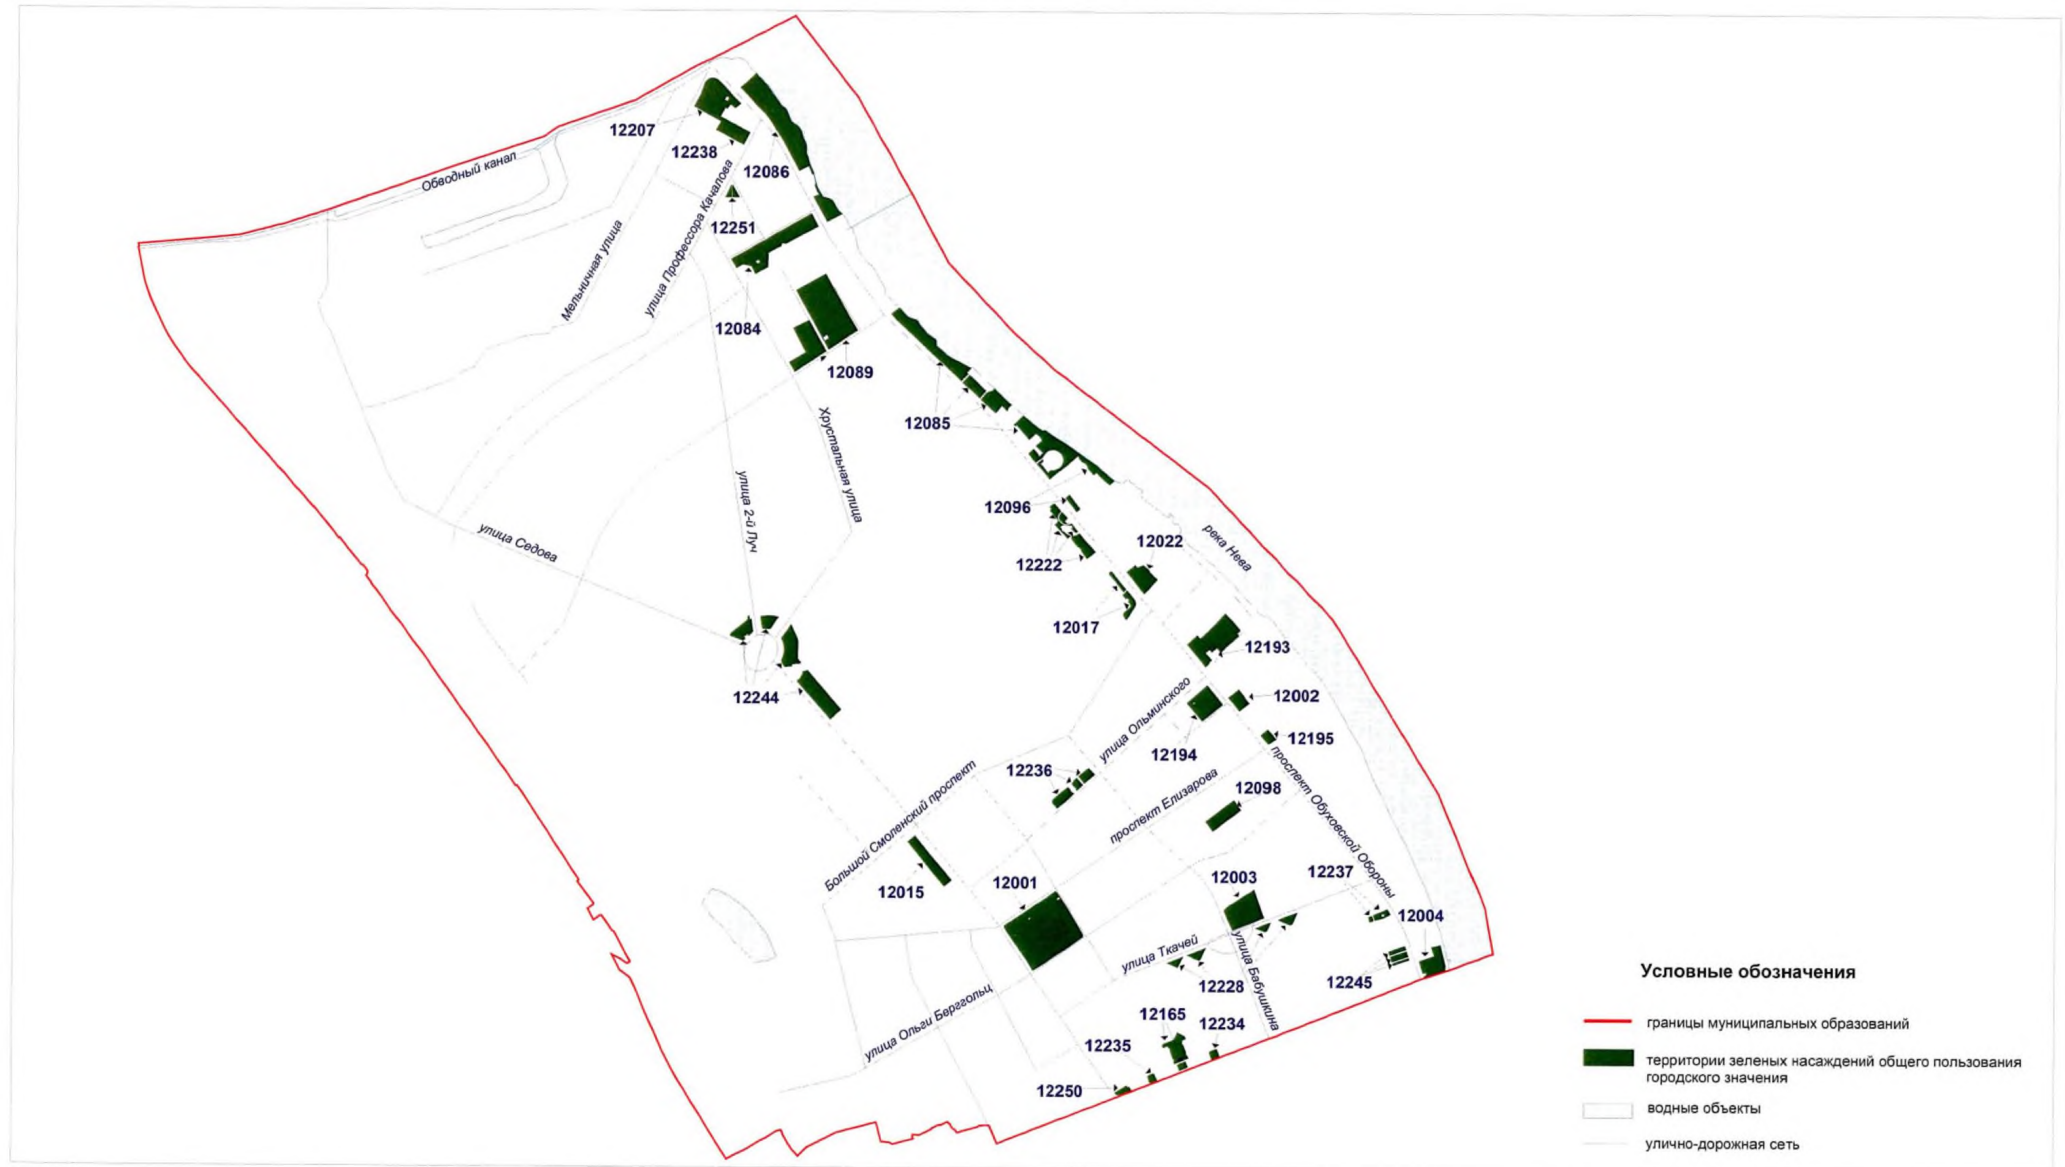 12207
Обводный канал
12238
12086
12251
Мельничная улица
улица Профессора Качалова
12084
12089
Хрустальная улица
12085
улица 2-й Луч
улица Седова
12096
12022
река Нева
12222
12017
12193
12244
12002
улица Ольминского
12195
12194
12236
12098
Большой Смоленский проспект
проспект Елизарова
проспект Обуховской Обороны
12015
12001
12003
12237
12004
улица Ткачей
улица Бабушкина
12228
12245
улица Ольги Берггольц
12165
12234
12235
12250
Условные обозначения
границы муниципальных образований
территории зеленых насаждений общего пользования
городского значения
водные объекты
улично-дорожная сеть